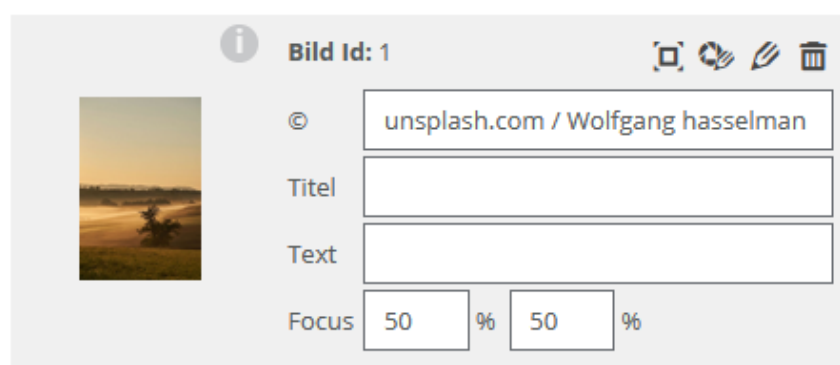 i
Bild Id: 1
© unsplash.com / Wolfgang hasselman
Titel
Text
Focus 50 % 50 %